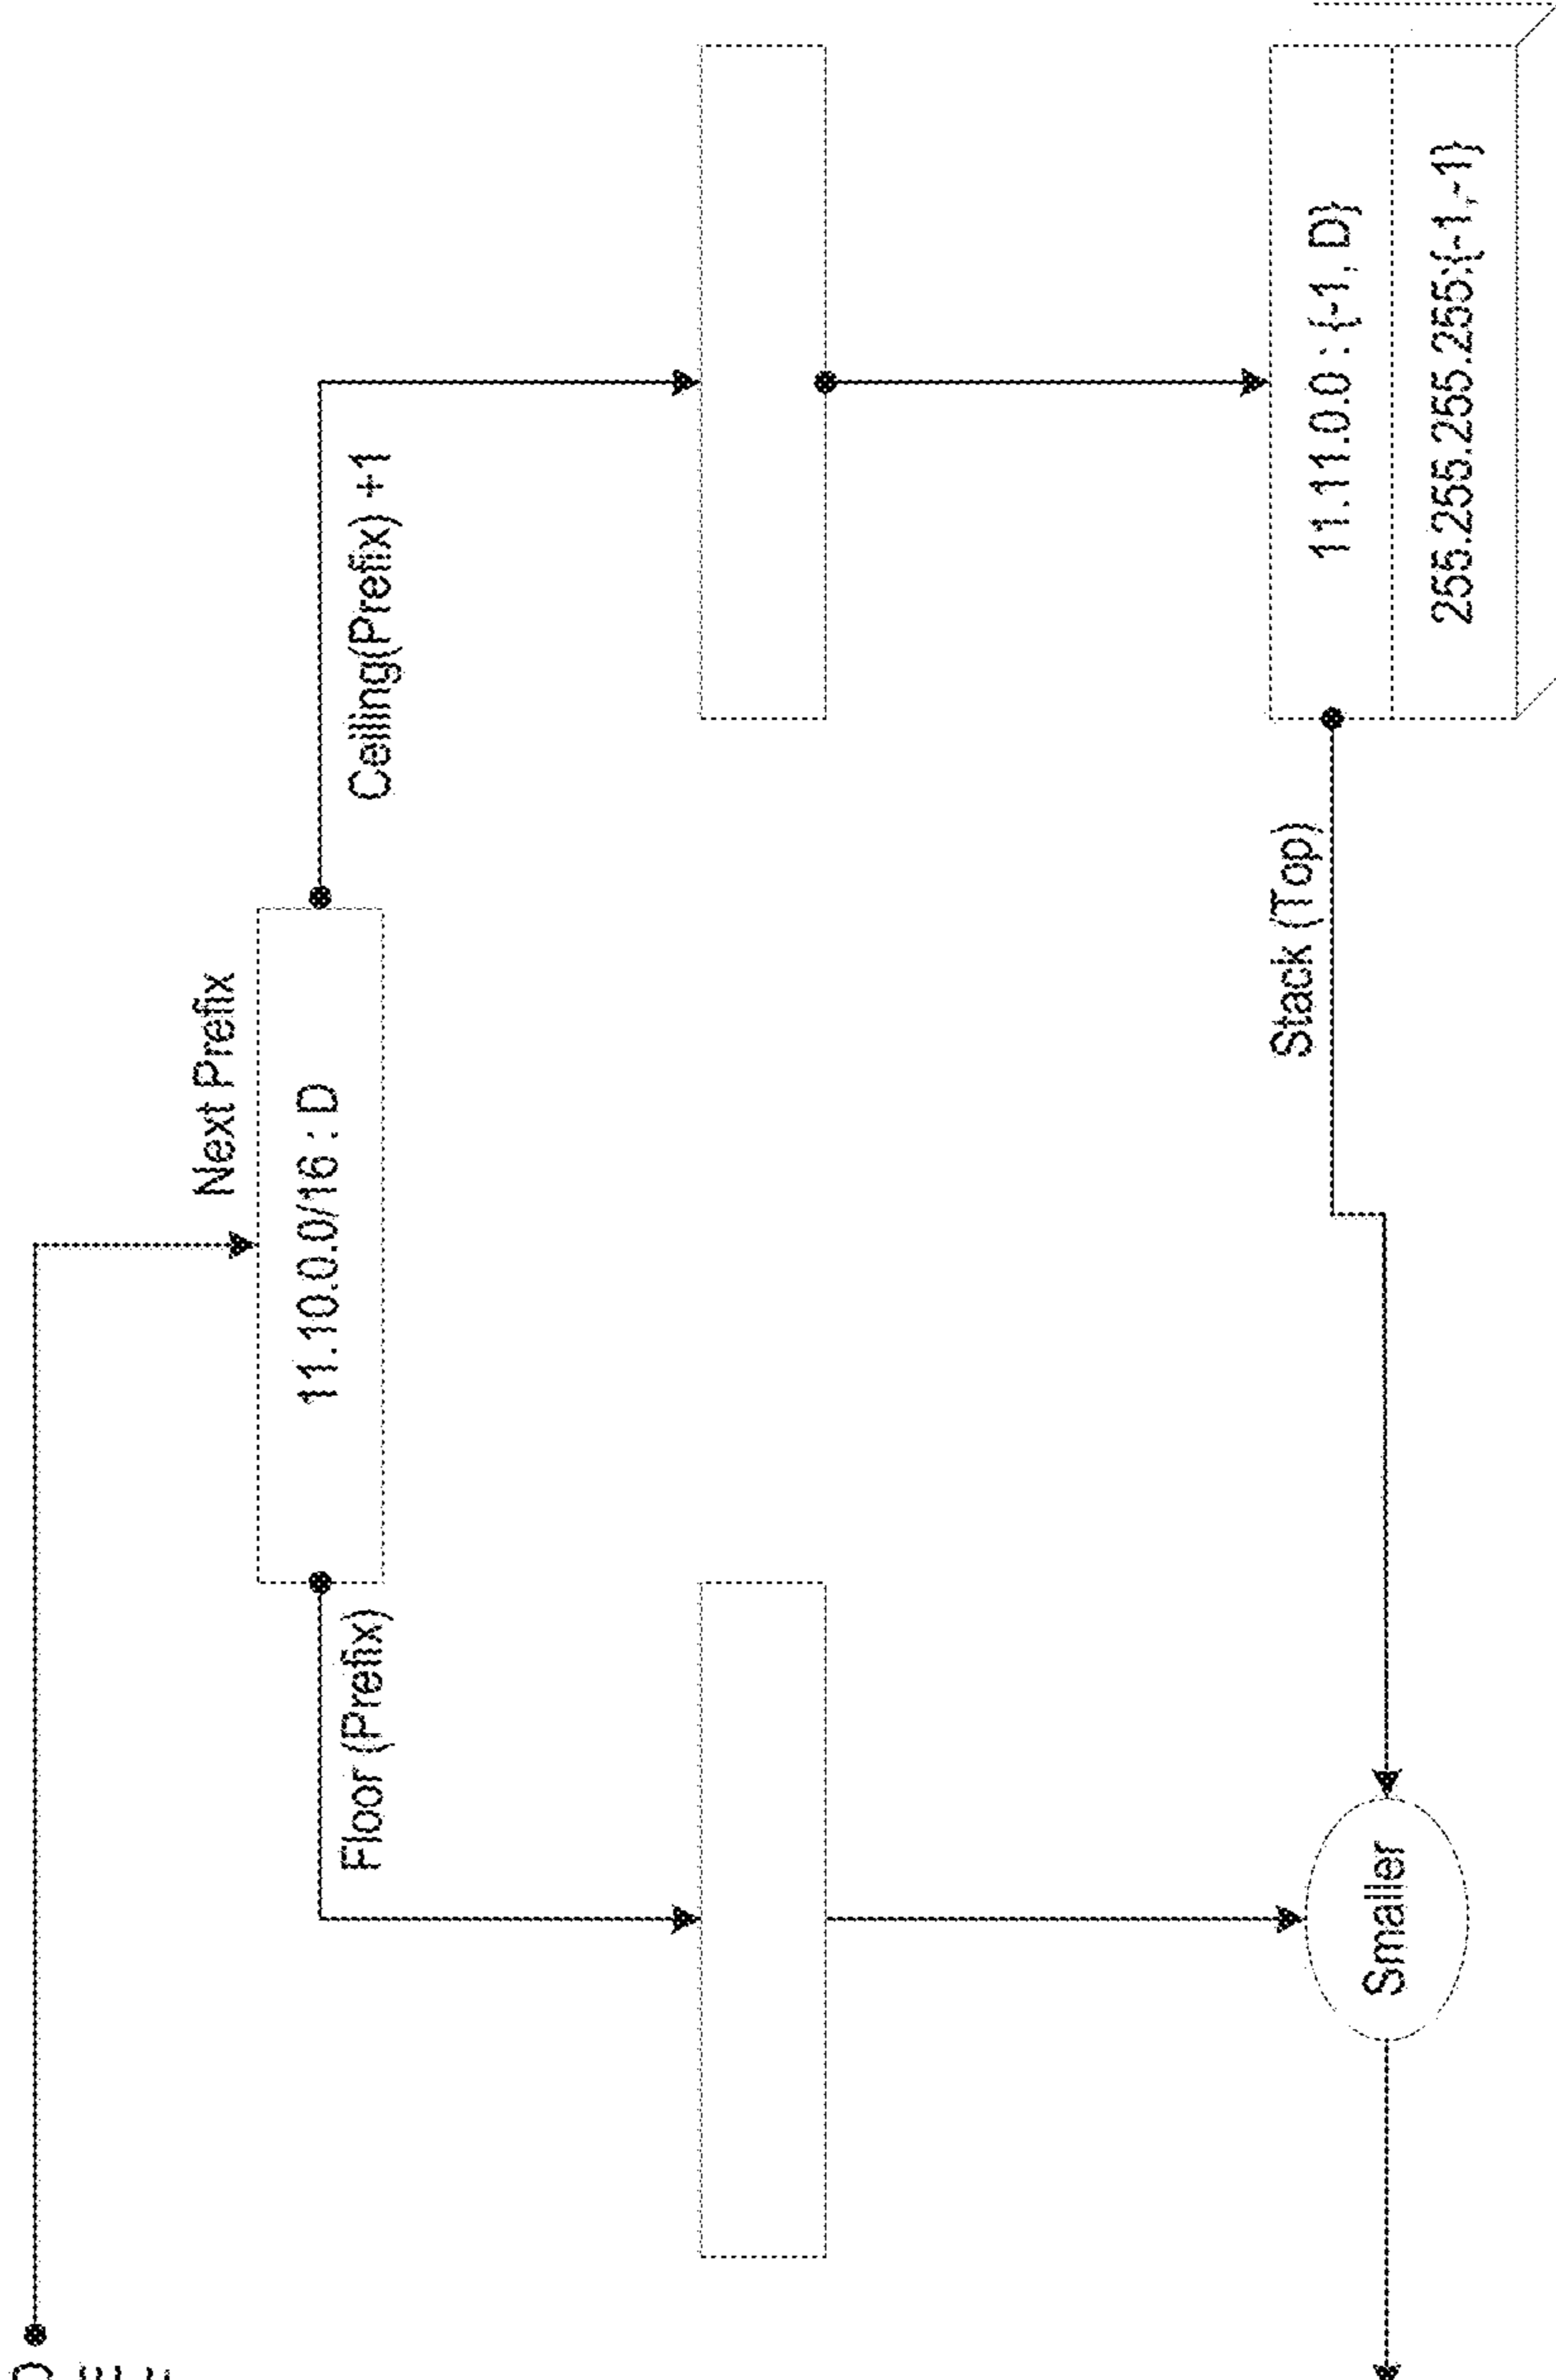 Next Prefix
11.10.0.0/16 : D
Floor (Prefix)
Ceiling(Prefix) +1
Stack (Top)
11.11.0.0 : {-1, D}
255.255.255.255:{-1,-1}
Smaller